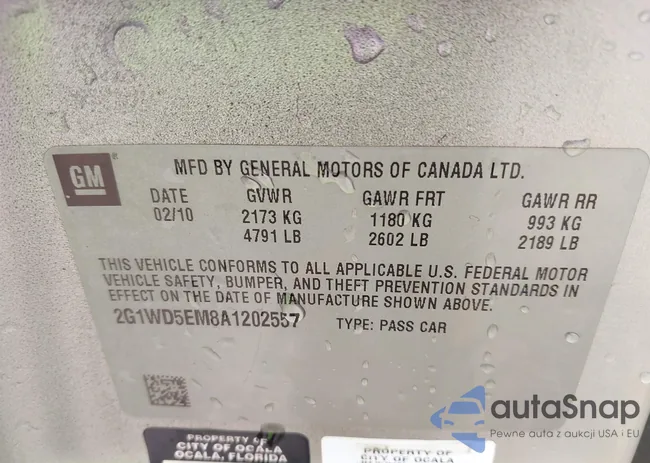 GM
MFD BY GENERAL MOTORS OF CANADA LTD.
DATE GVWR GAWR FRT GAWR RR
02/10 2173 KG 1180 KG 993 KG
4791 LB 2602 LB 2189 LB
THIS VEHICLE CONFORMS TO ALL APPLICABLE U.S. FEDERAL MOTOR
VEHICLE SAFETY, BUMPER, AND THEFT PREVENTION STANDARDS IN
EFFECT ON THE DATE OF MANUFACTURE SHOWN ABOVE.
2G1WD5EM8A1202557 TYPE: PASS CAR
autaSnap
Pewne auta z aukcji USA i EU
PROPERTY OF
CITY OF OCALA
OCALA, FLORIDA
PROPERTY OF
CITY OF OCALA